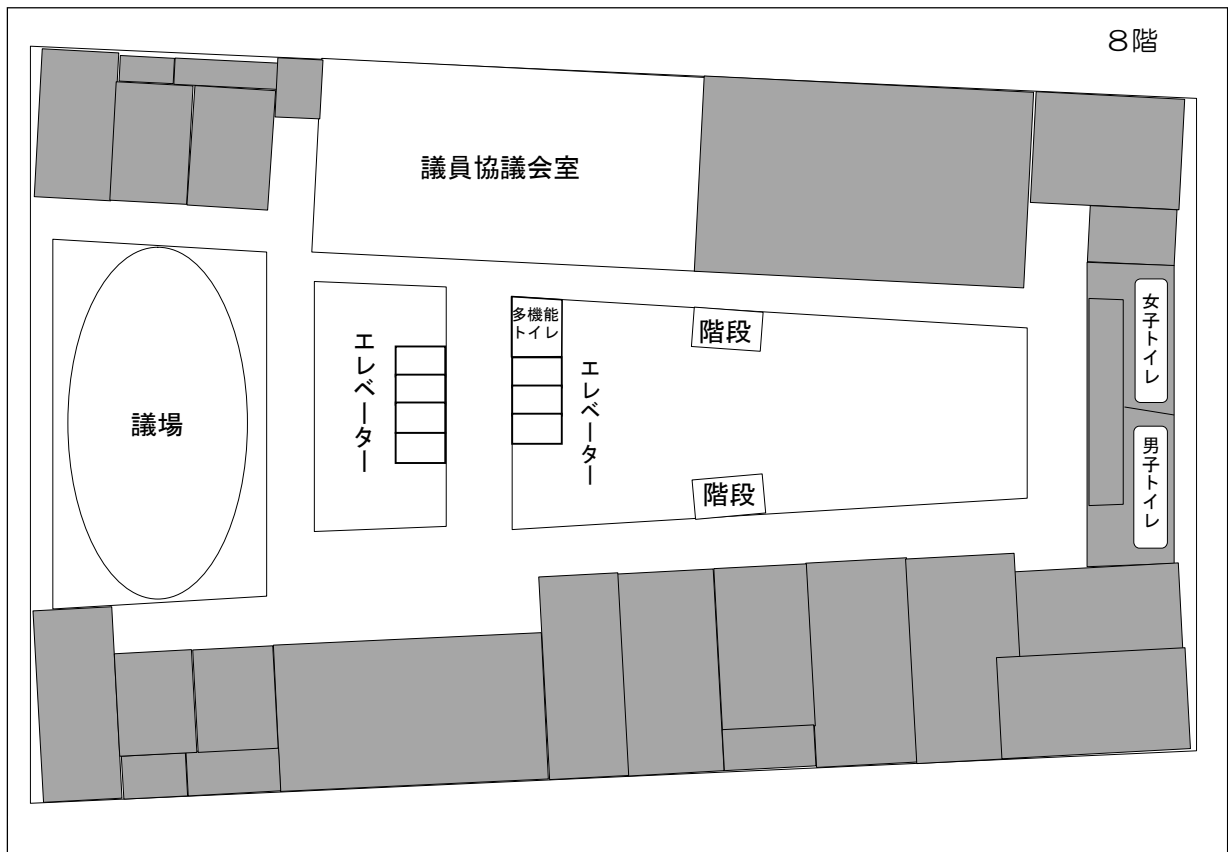 8階
議員協議会室
多機能
トイレ
階段
エレベーター
エレベーター
議場
階段
女子トイレ
男子トイレ